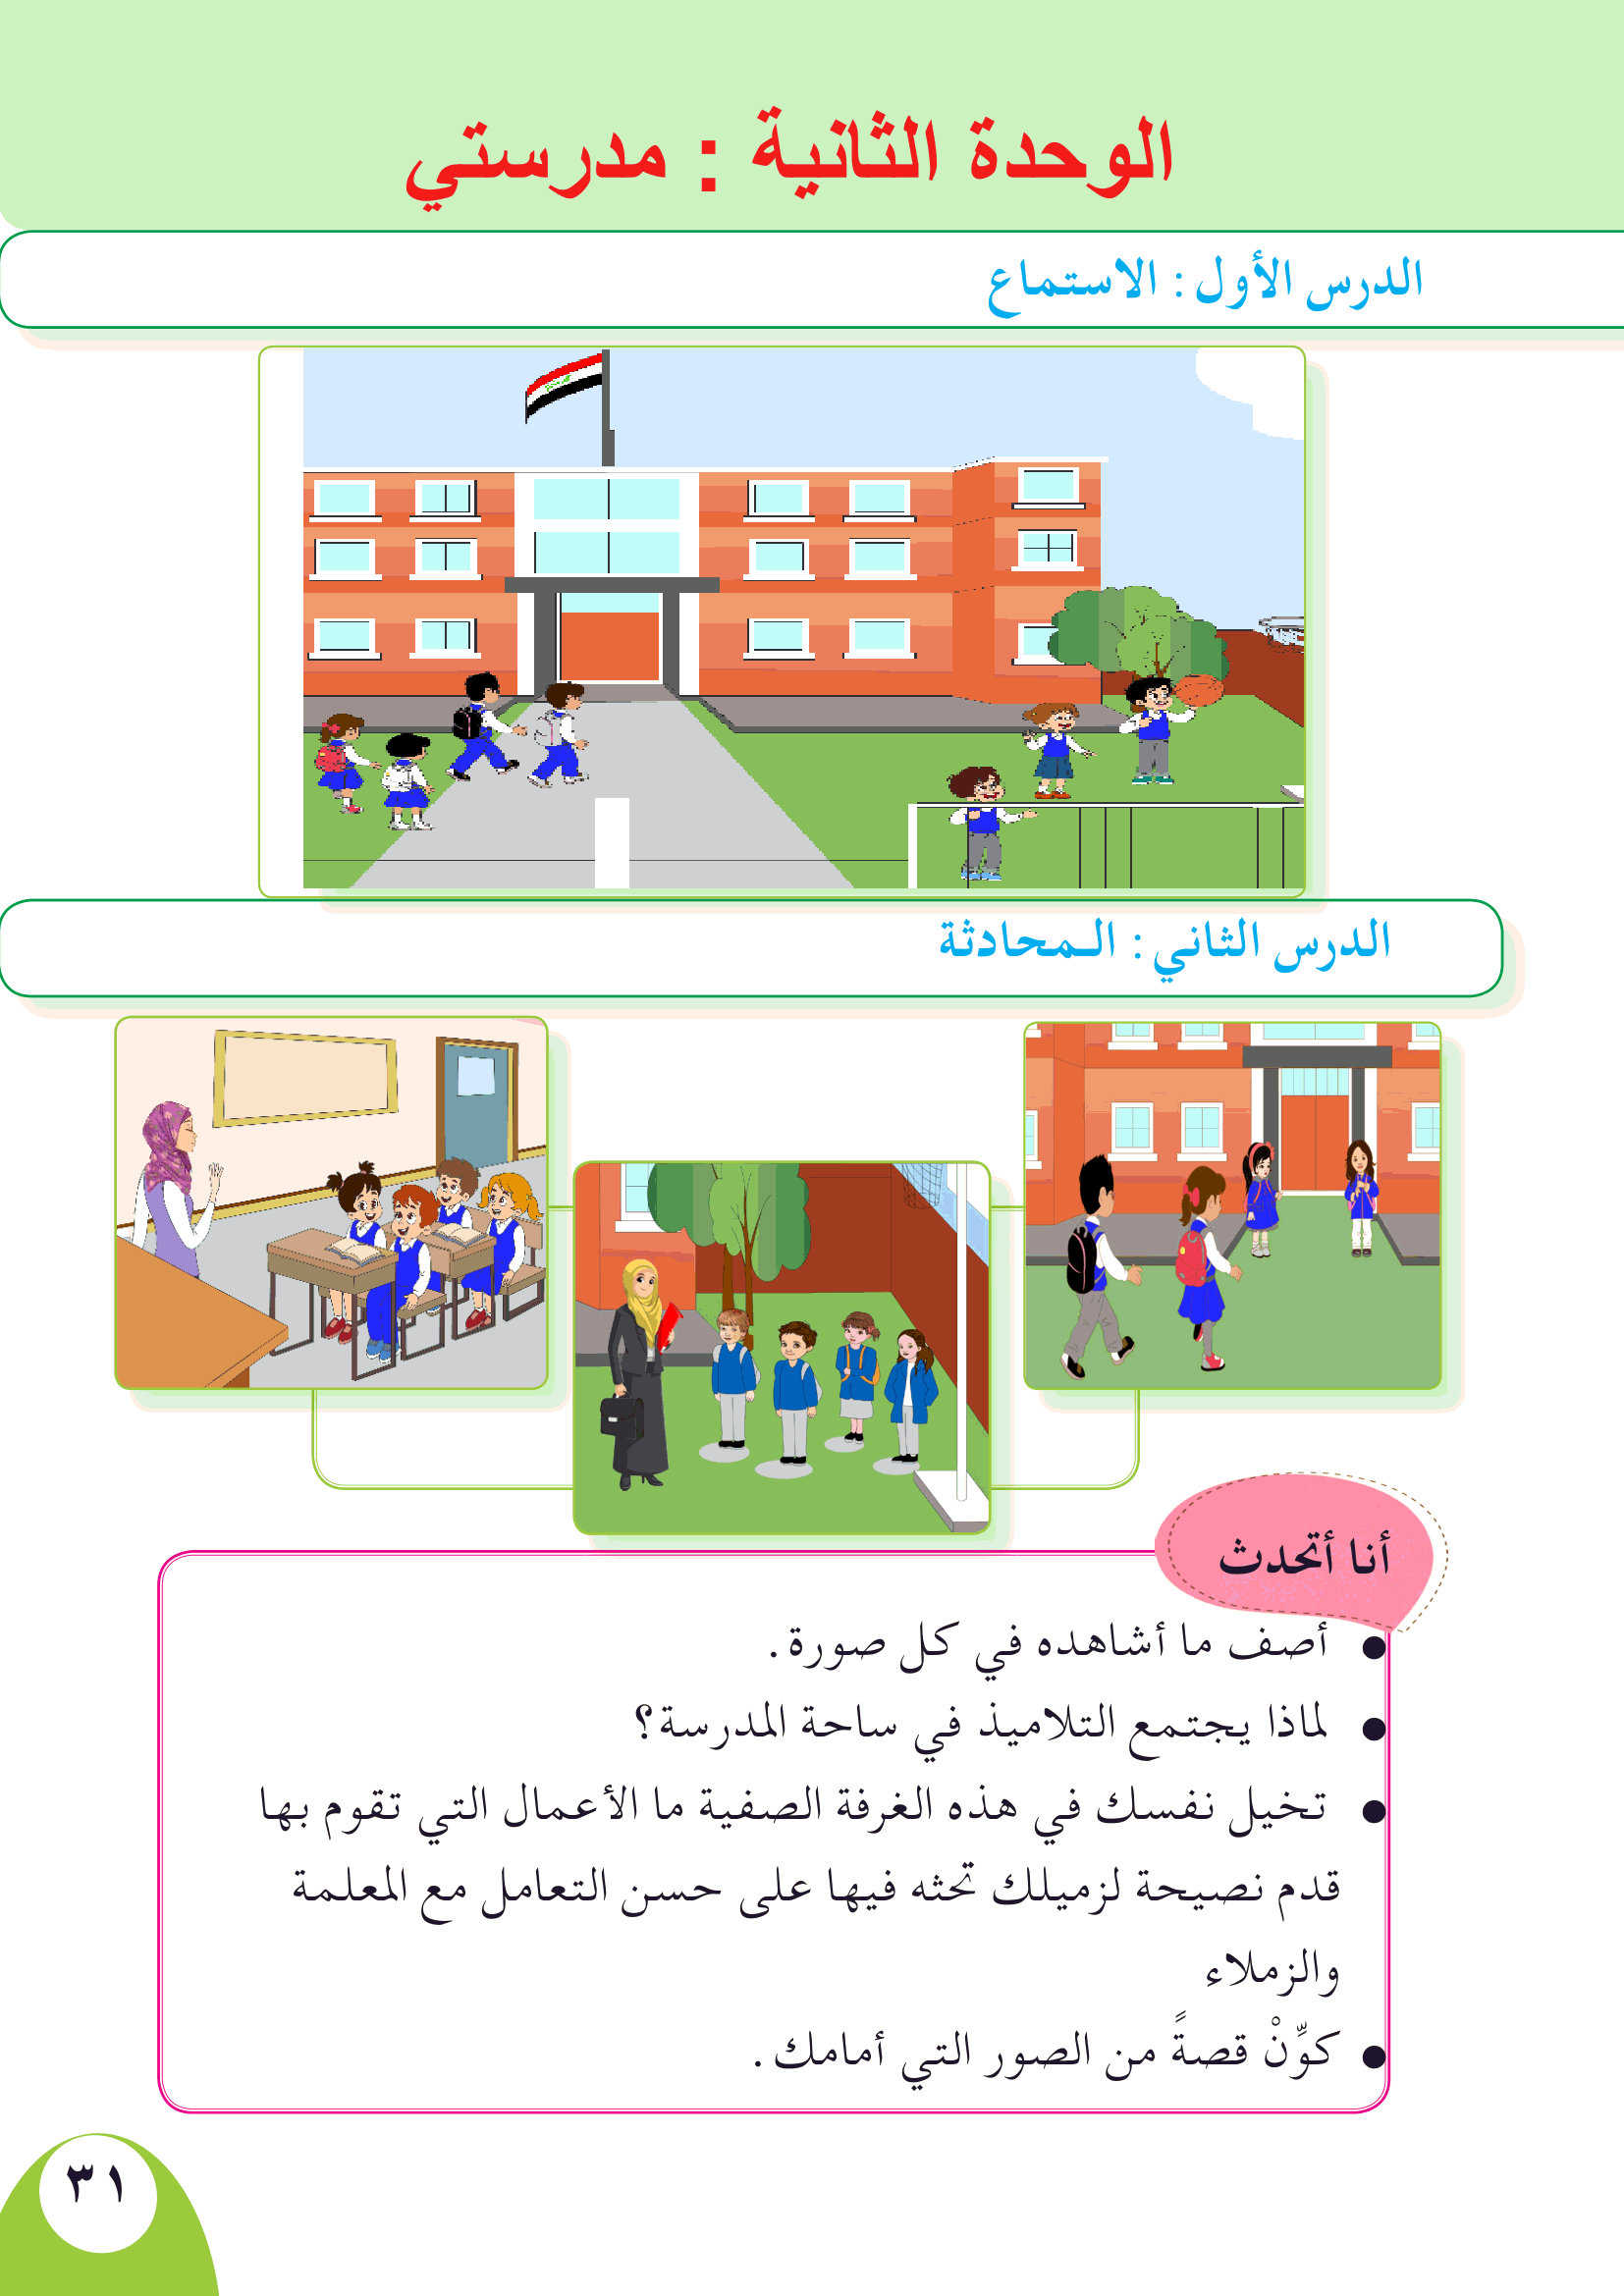 الوحدة الثانية : مدرستي
الدرس الأول : الاستماع
الدرس الثاني : المحادثة
أنا أتحدث
● أصف ما أشاهده في كل صورة .
● لماذا يجتمع التلاميذ في ساحة المدرسة؟
● تخيل نفسك في هذه الغرفة الصفية ما الأعمال التي تقوم بها
قدم نصيحة لزميلك تحثه فيها على حسن التعامل مع المعلمة
والزملاء
● كوِّنْ قصةً من الصور التي أمامك .
٣١